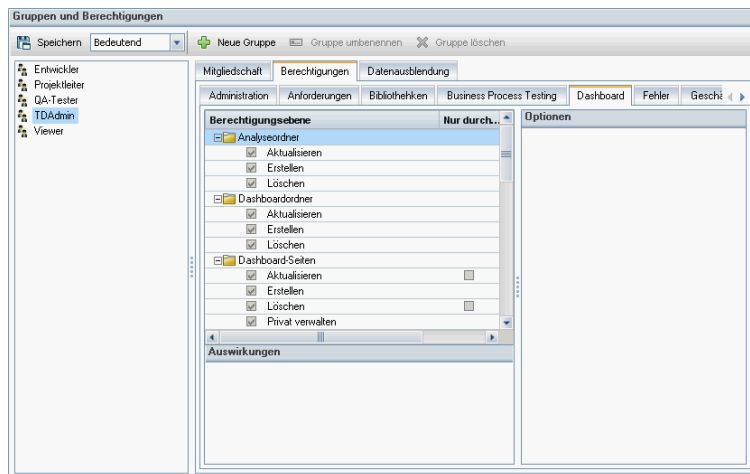 Gruppen und Berechtigungen
Speichern Bedeutend Neue Gruppe Gruppe umbenennen Gruppe löschen
Entwickler
Projektleiter
QA-Tester
TDAdmin
Viewer
Mitgliedschaft Berechtigungen Datenausblendung
Administration Anforderungen Bibliothehken Business Process Testing Dashboard Fehler Geschä
Berechtigungsebene Nur durch...
Analyseordner
Aktualisieren
Erstellen
Löschen
Dashboardordner
Aktualisieren
Erstellen
Löschen
Dashboard-Seiten
Aktualisieren
Erstellen
Löschen
Privat verwalten
Auswirkungen
Optionen